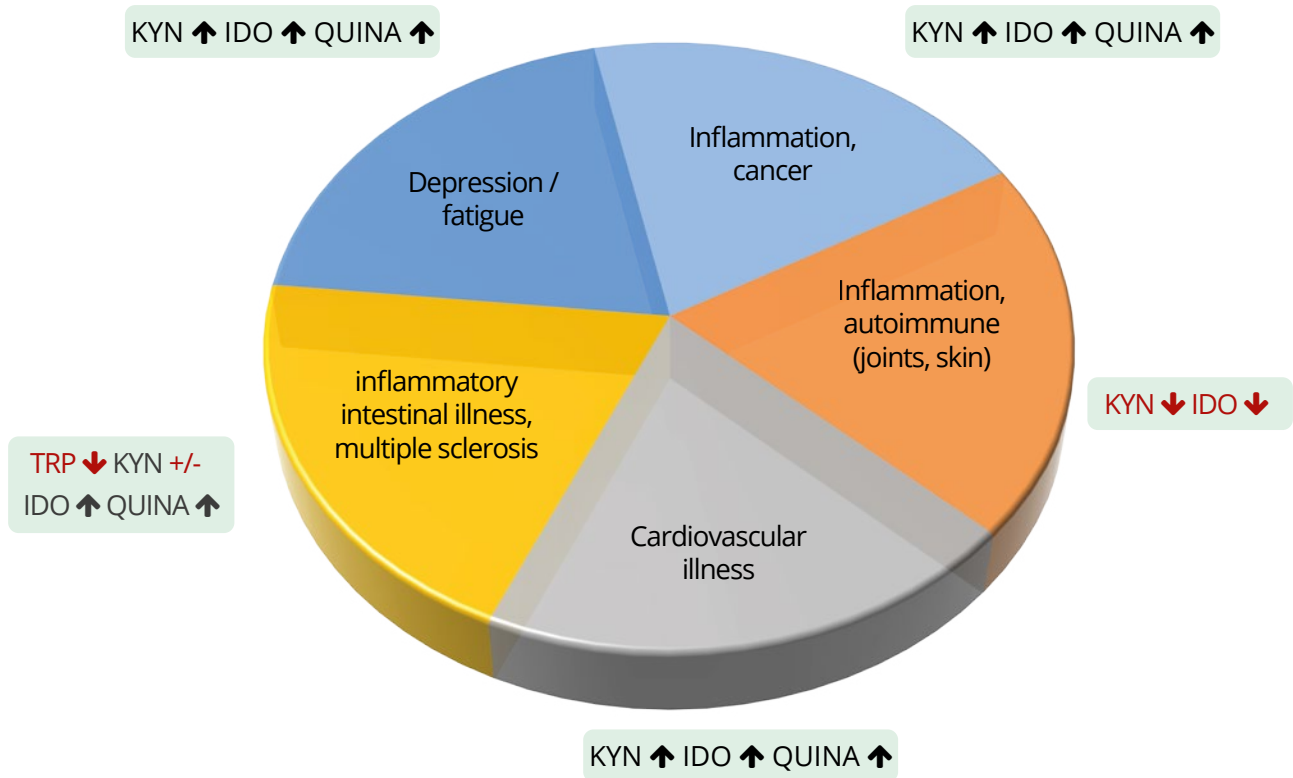 KYN ↑ IDO ↑ QUINA ↑
KYN ↑ IDO ↑ QUINA ↑
Inflammation,
cancer
Depression /
fatigue
Inflammation,
autoimmune
(joints, skin)
inflammatory
intestinal illness,
multiple sclerosis
KYN ↓ IDO ↓
TRP ↓ KYN +/-
IDO ↑ QUINA ↑
Cardiovascular
illness
KYN ↑ IDO ↑ QUINA ↑